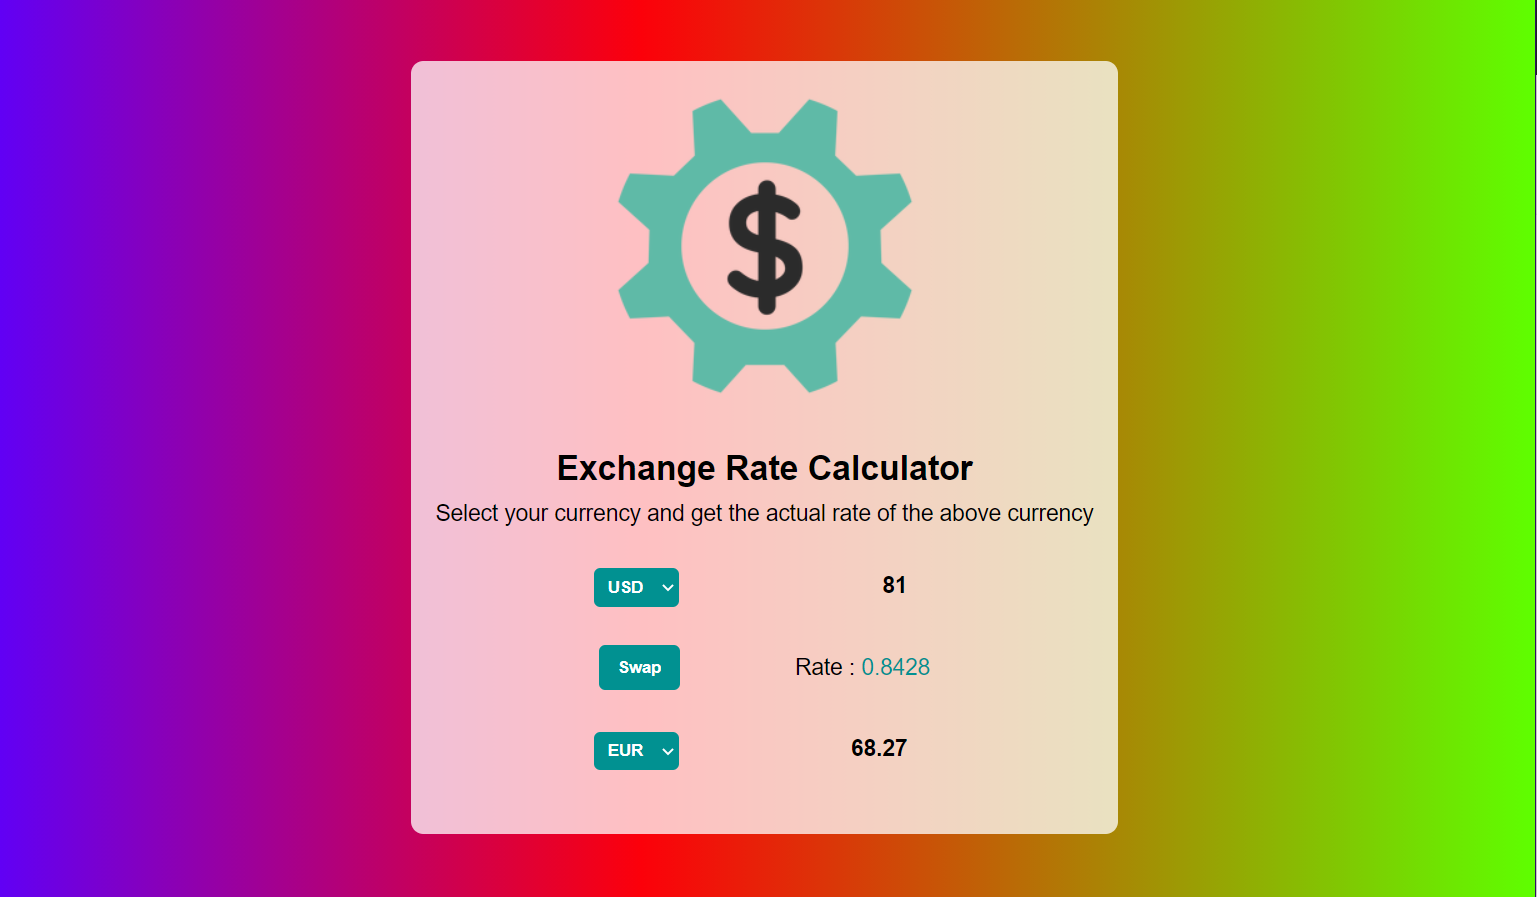 $
Exchange Rate Calculator
Select your currency and get the actual rate of the above currency
USD 81
Swap Rate : 0.8428
EUR 68.27